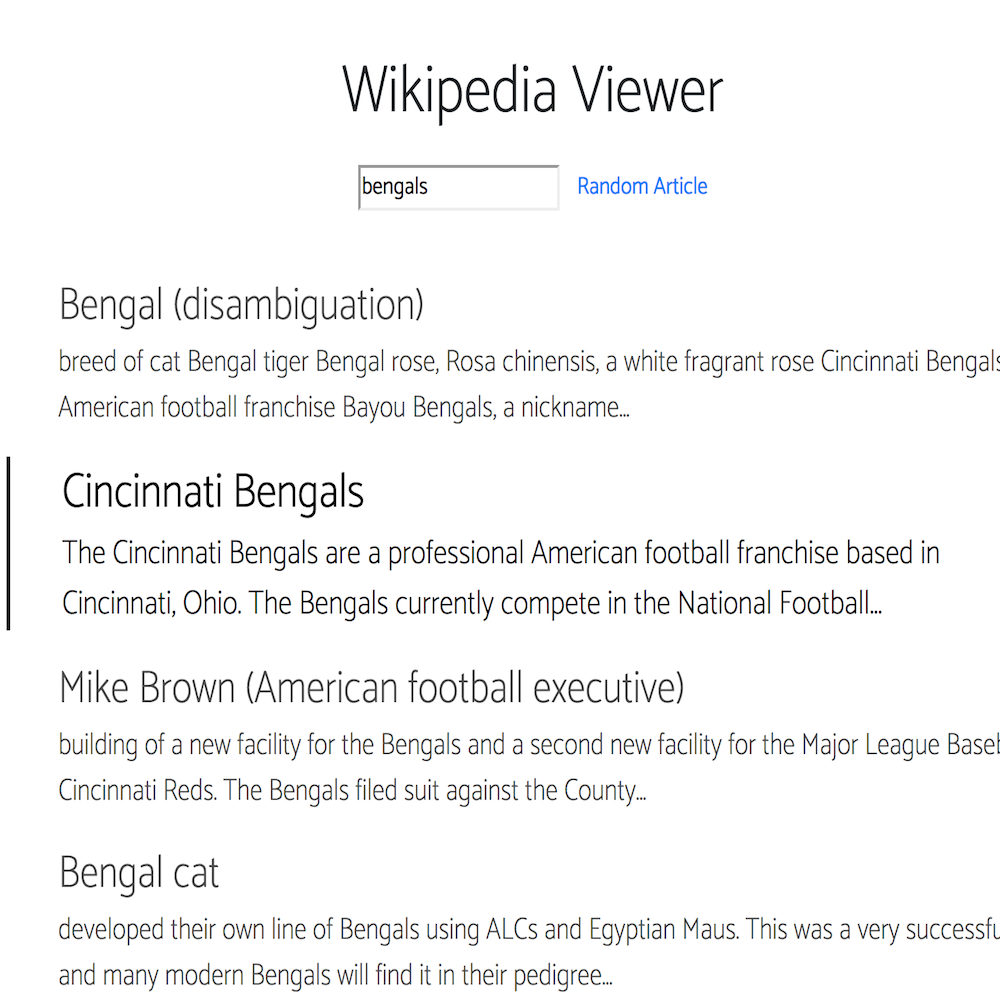 Wikipedia Viewer
bengals
Random Article
Bengal (disambiguation)
breed of cat Bengal tiger Bengal rose, Rosa chinensis, a white fragrant rose Cincinnati Bengals
American football franchise Bayou Bengals, a nickname...
Cincinnati Bengals
The Cincinnati Bengals are a professional American football franchise based in
Cincinnati, Ohio. The Bengals currently compete in the National Football...
Mike Brown (American football executive)
building of a new facility for the Bengals and a second new facility for the Major League
Cincinnati Reds. The Bengals filed suit against the County...
Bengal cat
developed their own line of Bengals using ALCs and Egyptian Maus. This was a very
and many modern Bengals will find it in their pedigree...